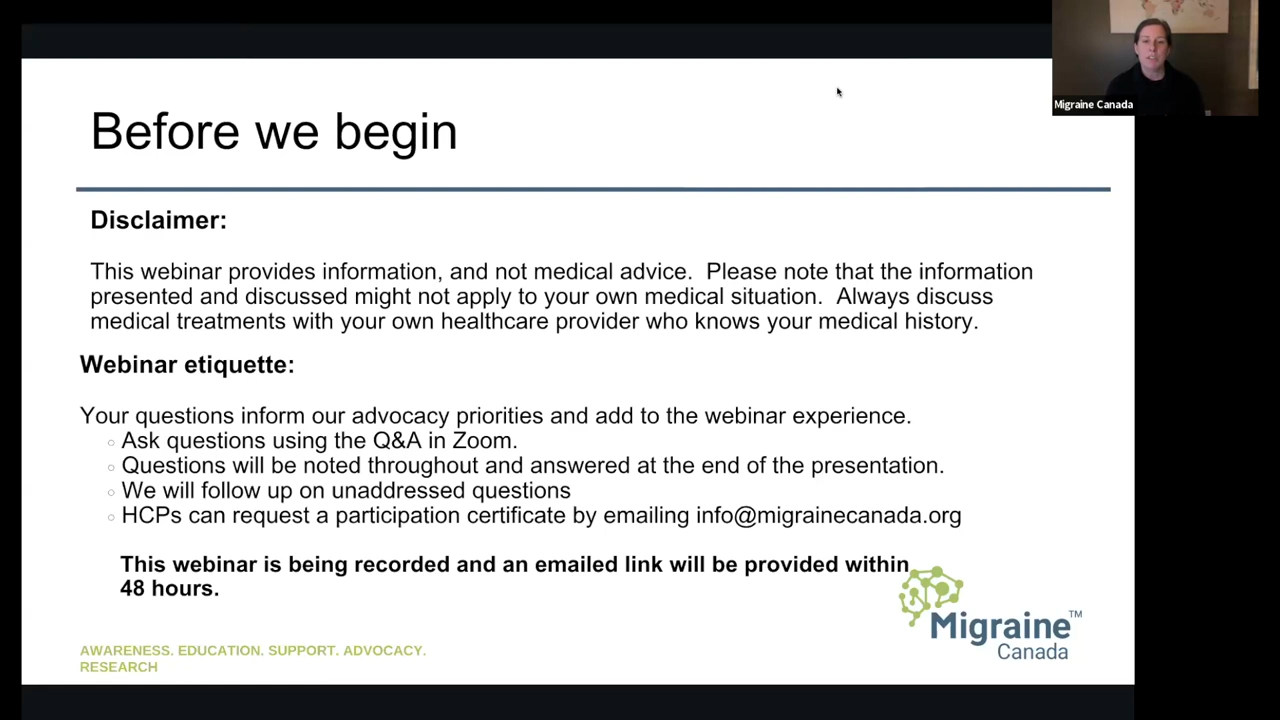 Migraine Canada
Before we begin
Disclaimer:
This webinar provides information, and not medical advice.  Please note that the information
presented and discussed might not apply to your own medical situation.  Always discuss
medical treatments with your own healthcare provider who knows your medical history.
Webinar etiquette:
Your questions inform our advocacy priorities and add to the webinar experience.
○ Ask questions using the Q&A in Zoom.
○ Questions will be noted throughout and answered at the end of the presentation.
○ We will follow up on unaddressed questions
○ HCPs can request a participation certificate by emailing info@migrainecanada.org
This webinar is being recorded and an emailed link will be provided within
48 hours.
Migraine™
Canada
AWARENESS. EDUCATION. SUPPORT. ADVOCACY.
RESEARCH